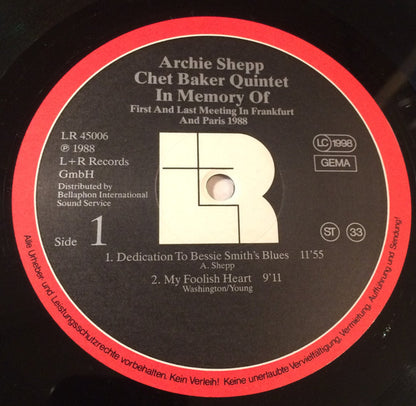 Archie Shepp
Chet Baker Quintet
In Memory Of
First And Last Meeting In Frankfurt
And Paris 1988
LR 45006
℗ 1988
L+R Records
GmbH
Distributed by
Bellaphon International
Sound Service
LC 1998
GEMA
LR
Side 1
ST 33
1. Dedication To Bessie Smith's Blues 11'55
A. Shepp
2. My Foolish Heart 9'11
Washington/Young
Alle Urheber und Leistungsschutzrechte vorbehalten. Kein Verleih! Keine unerlaubte Vervielfältigung, Vermietung, Aufführung und Sendung!